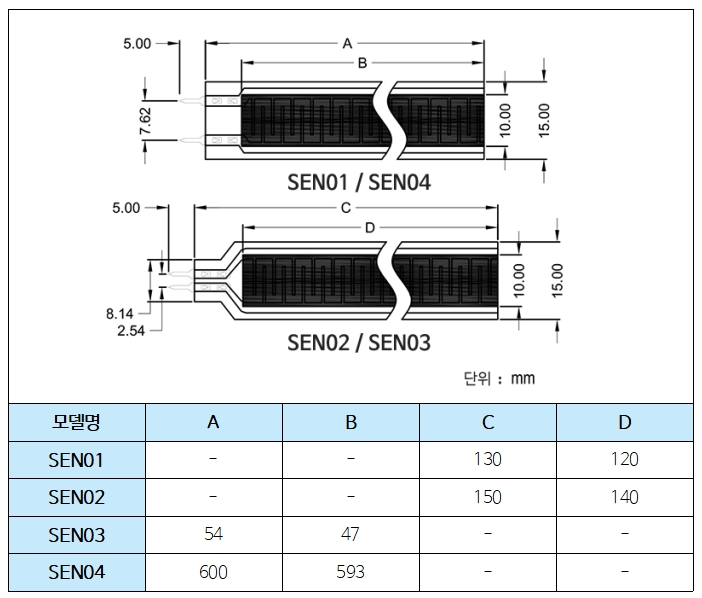 5.00
A
B
7.62
10.00
15.00
SEN01 / SEN04
5.00
C
D
8.14
2.54
10.00
15.00
SEN02 / SEN03
단위 : mm
모델명 A B C D
SEN01 - - 130 120
SEN02 - - 150 140
SEN03 54 47 - -
SEN04 600 593 - -